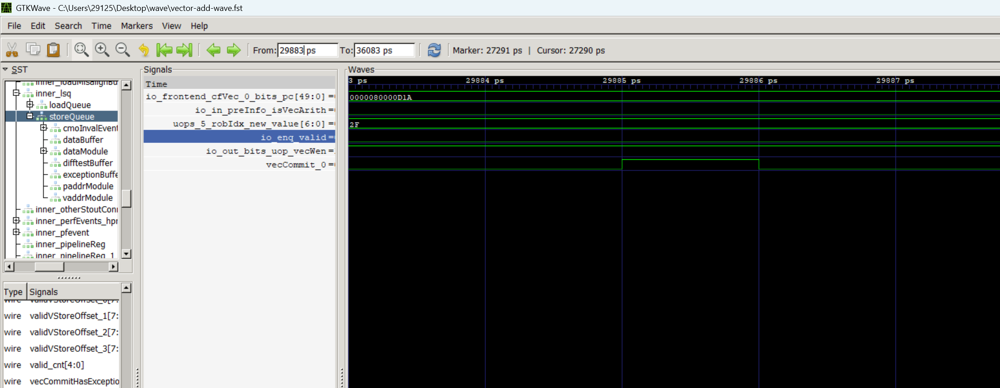 GTKWave - C:\Users\29125\Desktop\wave\vector-add-wave.fst
File Edit Search Time Markers View Help
From: 29883 ps To: 36083 ps Marker: 27291 ps | Cursor: 27290 ps
SST
inner_loadMisalignBu
inner_lsq
loadQueue
storeQueue
cmoInvalEvent
dataBuffer
dataModule
difftestBuffer
exceptionBuffe
paddrModule
vaddrModule
inner_otherStoutConn
inner_perfEvents_hpr
inner_pfevent
inner_pipelineReg
inner_pipelineReg_1
Type Signals
wire validVStoreOffset_0[7:
wire validVStoreOffset_1[7:
wire validVStoreOffset_2[7:
wire validVStoreOffset_3[7:
wire valid_cnt[4:0]
wire vecCommitHasExceptio
Signals
Time
io_frontend_cfVec_0_bits_pc[49:0] =
io_in_preInfo_isVecArith =
uops_5_robIdx_new_value[6:0] =
io_enq_valid =
io_out_bits_uop_vecWen =
vecCommit_0 =
Waves
3 ps 29884 ps 29885 ps 29886 ps 29887 ps
0000080000D1A
2F